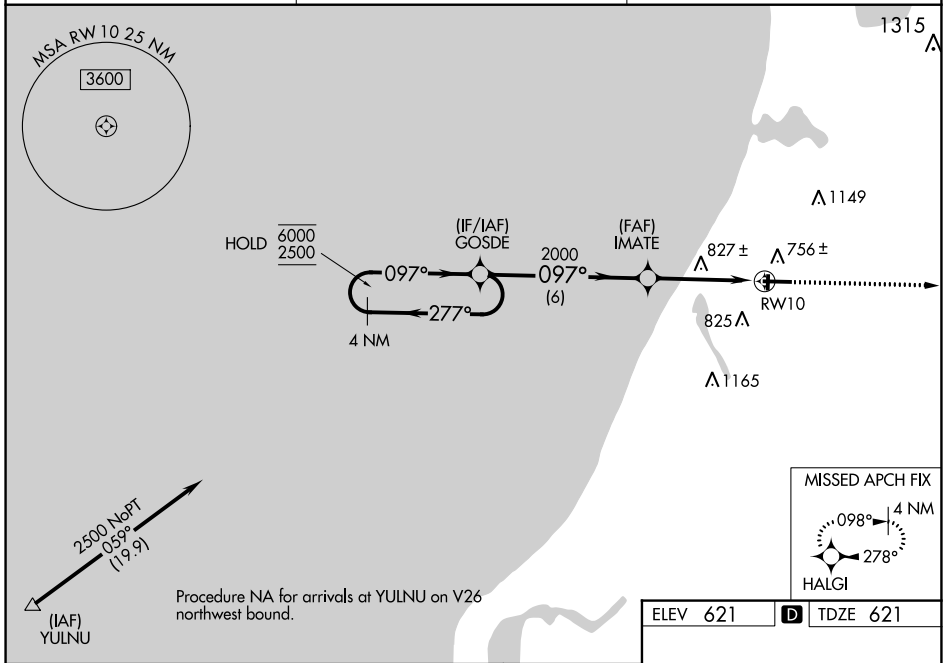 MSA RW 10 25 NM
3600
1315
1149
HOLD
6000
2500
(IF/IAF)
GOSDE
(FAF)
IMATE
827 ±
756 ±
097°
2000
097°
(6)
277°
4 NM
RW10
825
1165
2500 NoPT
059°
(19.9)
(IAF)
YULNU
Procedure NA for arrivals at YULNU on V26
northwest bound.
MISSED APCH FIX
4 NM
098°
278°
HALGI
ELEV 621 D TDZE 621